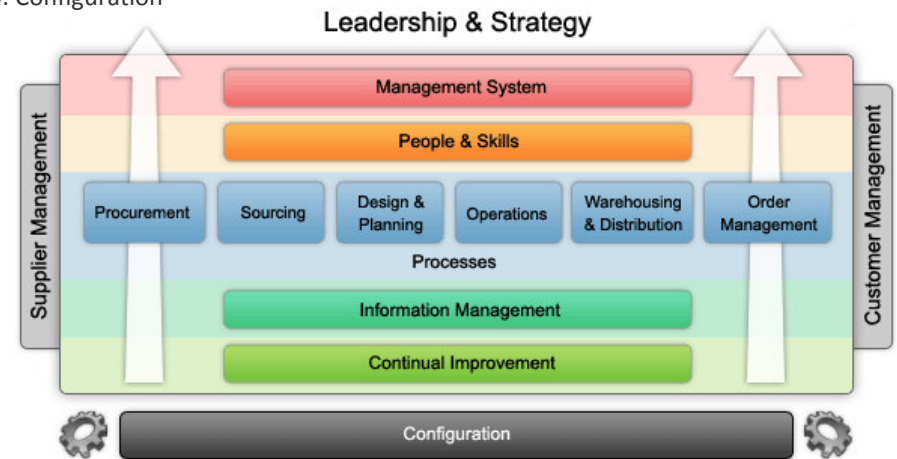 Configuration
Leadership & Strategy
Management System
People & Skills
Supplier Management
Procurement
Sourcing
Design &
Planning
Operations
Warehousing
& Distribution
Order
Management
Customer Management
Processes
Information Management
Continual Improvement
Configuration